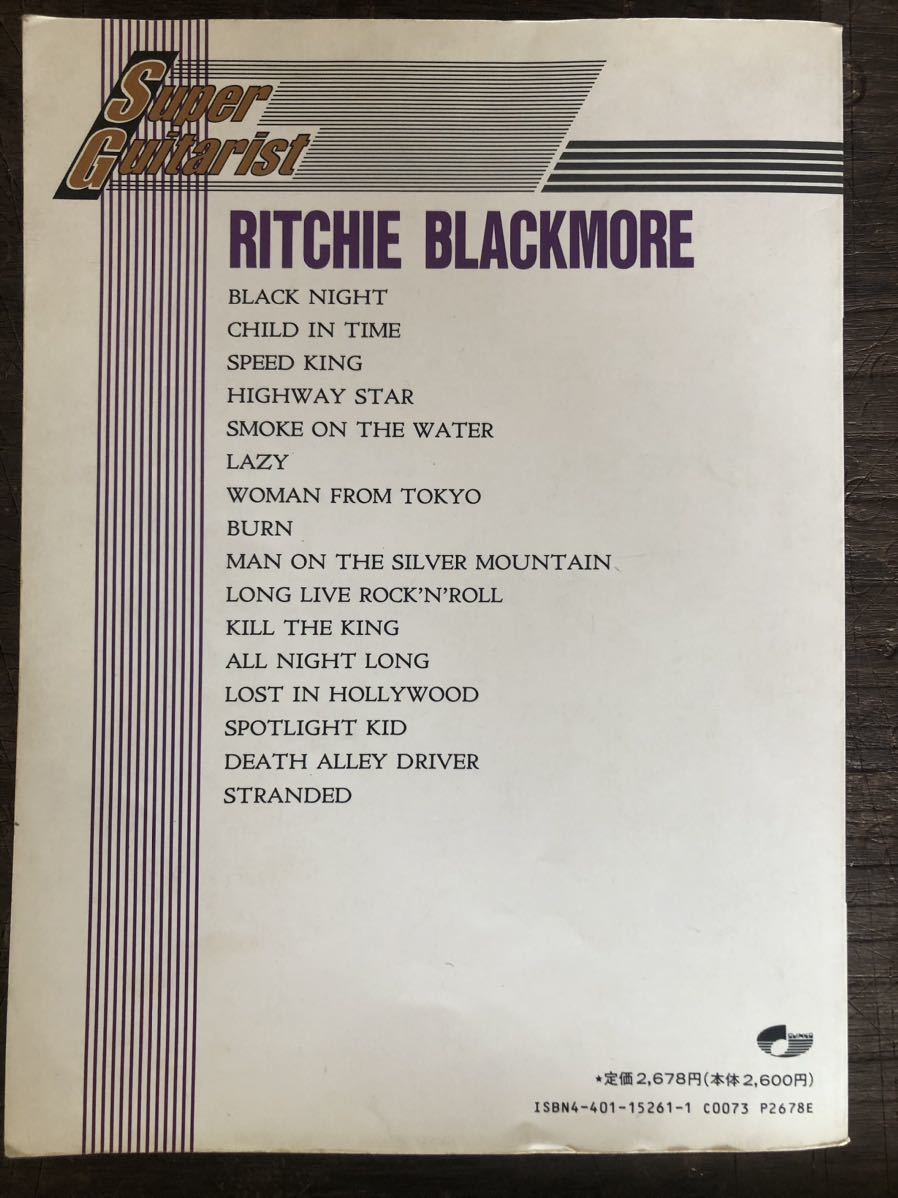 Super
Guitarist
RITCHIE BLACKMORE
BLACK NIGHT
CHILD IN TIME
SPEED KING
HIGHWAY STAR
SMOKE ON THE WATER
LAZY
WOMAN FROM TOKYO
BURN
MAN ON THE SILVER MOUNTAIN
LONG LIVE ROCK'N'ROLL
KILL THE KING
ALL NIGHT LONG
LOST IN HOLLYWOOD
SPOTLIGHT KID
DEATH ALLEY DRIVER
STRANDED
★定価2,678円(本体2,600円)
ISBN4-401-15261-1 C0073 P2678E